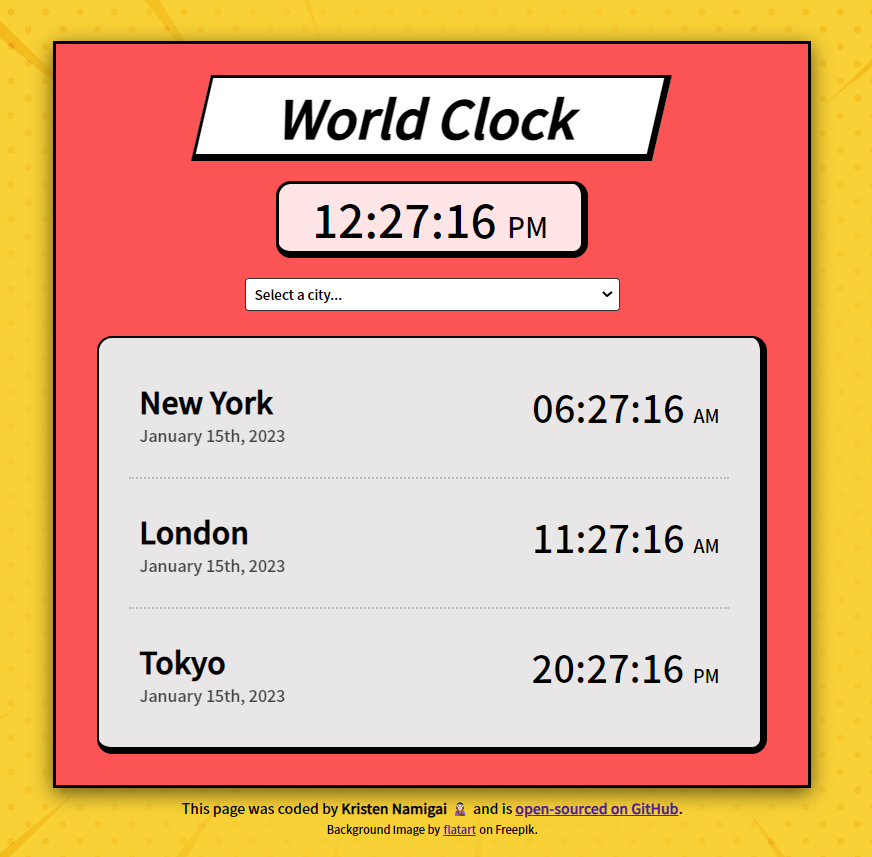 World Clock
12:27:16 PM
Select a city...
New York
06:27:16 AM
January 15th, 2023
London
11:27:16 AM
January 15th, 2023
Tokyo
20:27:16 PM
January 15th, 2023
This page was coded by Kristen Namigai and is open-sourced on GitHub.
Background Image by flatart on Freepik.